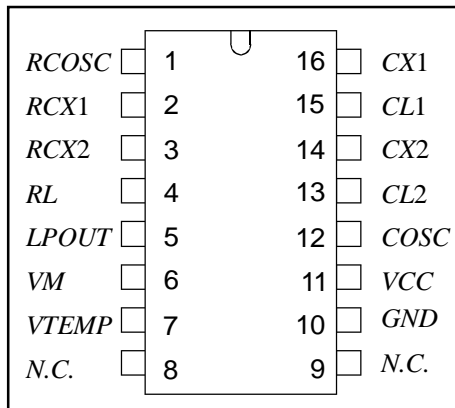 RCOSC 1 16 CX1
RCX1 2 15 CL1
RCX2 3 14 CX2
RL 4 13 CL2
LPOUT 5 12 COSC
VM 6 11 VCC
VTEMP 7 10 GND
N.C. 8 9 N.C.